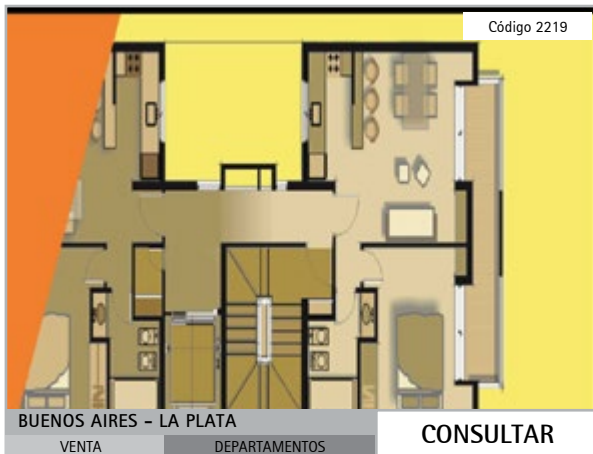 Código 2219
BUENOS AIRES - LA PLATA
VENTA
DEPARTAMENTOS
CONSULTAR